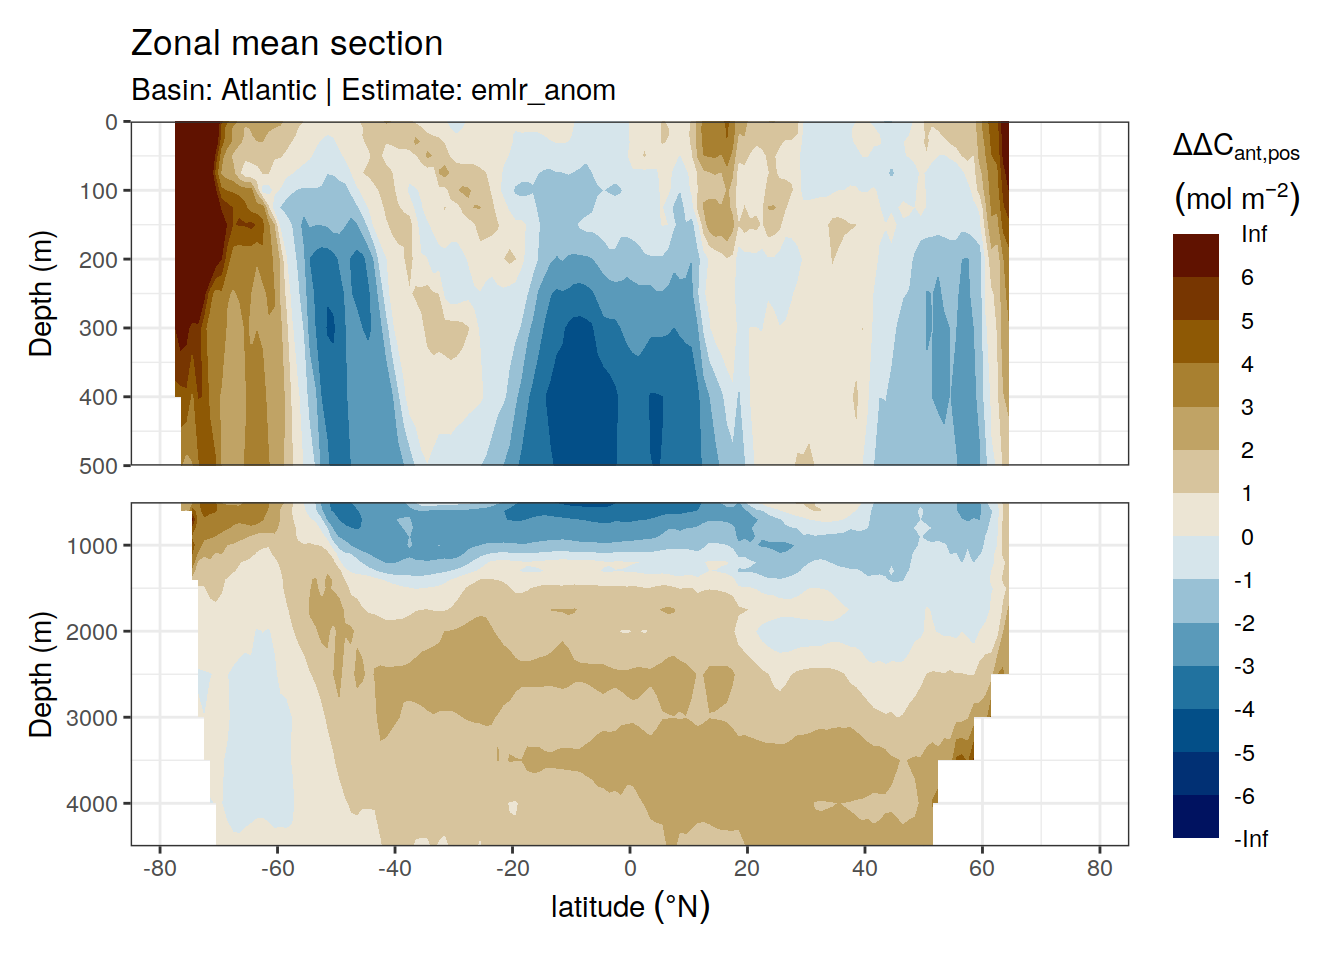 Zonal mean section
Basin: Atlantic | Estimate: emlr_anom
0
100
200
300
400
500
Depth (m)
1000
2000
3000
4000
Depth (m)
-80 -60 -40 -20 0 20 40 60 80
latitude (°N)
ΔΔCant,pos
(mol m−2)
Inf
6
5
4
3
2
1
0
-1
-2
-3
-4
-5
-6
-Inf